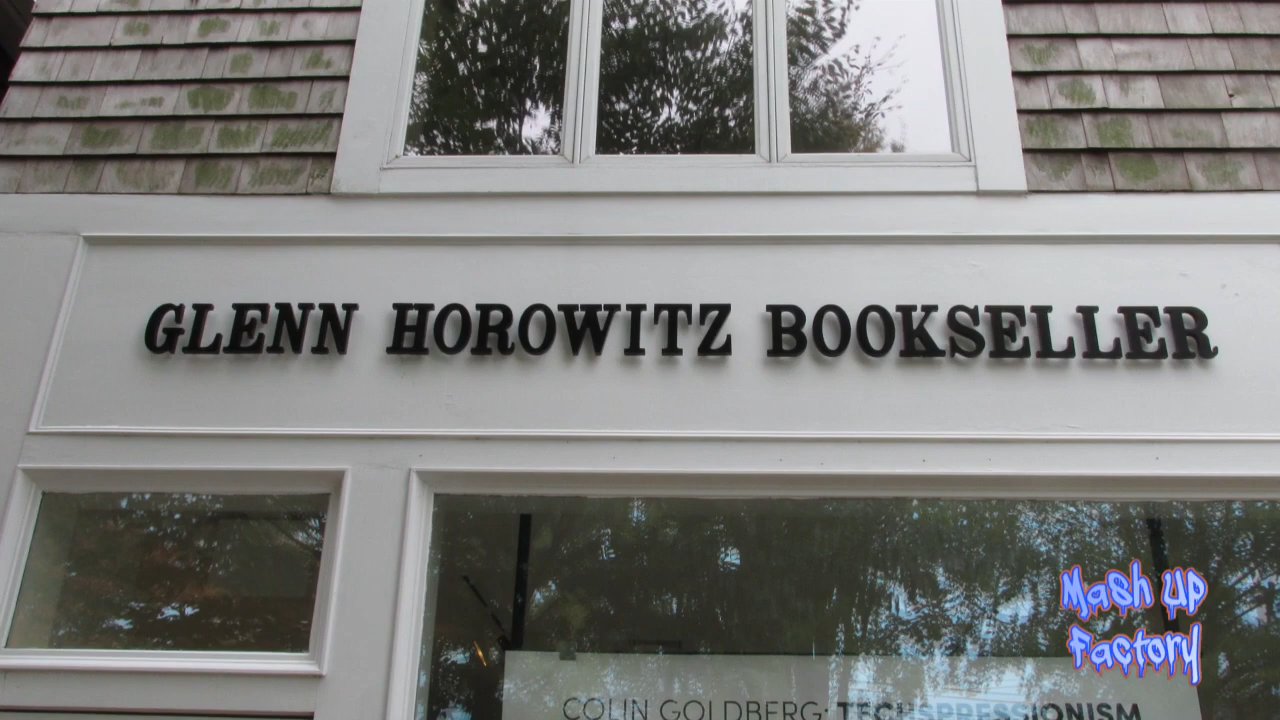 GLENN HOROWITZ BOOKSELLER
Mash Up
Factory
COLIN GOLDBERG: TECHSPRESSIONISM